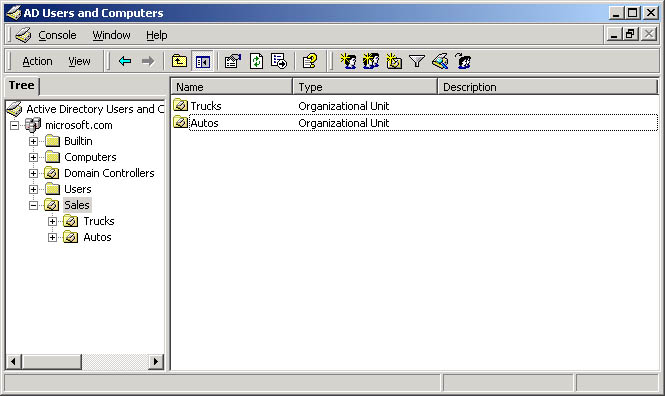 AD Users and Computers
Console Window Help
Action View
Tree
Name Type Description
Active Directory Users and C
microsoft.com
Builtin
Computers
Domain Controllers
Users
Sales
Trucks
Autos
Trucks Organizational Unit
Autos Organizational Unit